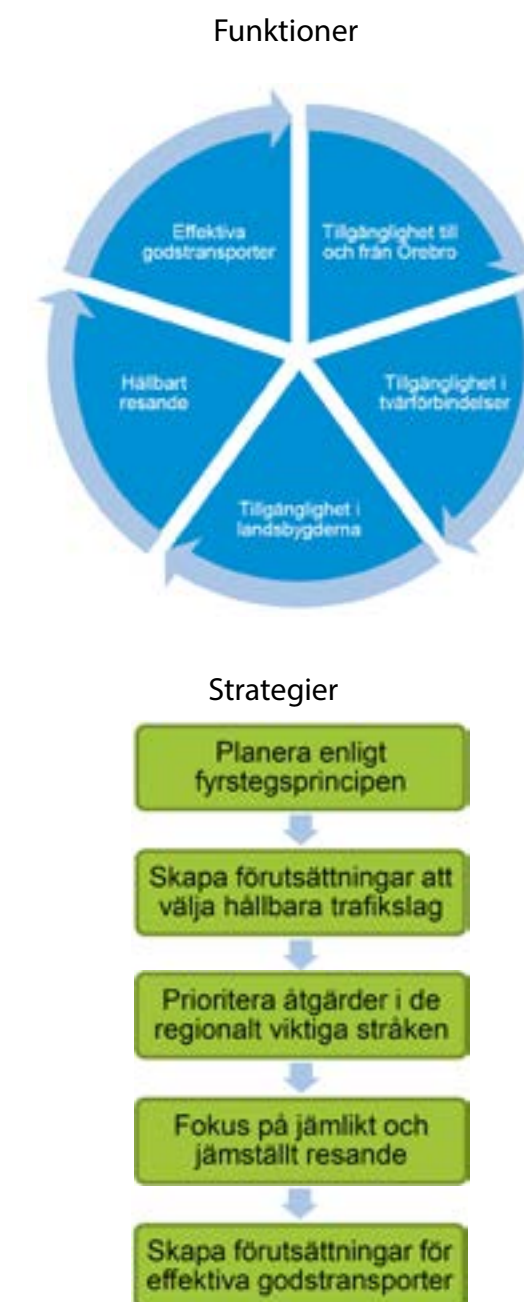 Funktioner
Effektiva
godstransporter
Tillgänglighet till
och från Örebro
Hållbart
resande
Tillgänglighet i
tvärförbindelser
Tillgänglighet i
landsbygderna
Strategier
Planera enligt
fyrstegsprincipen
Skapa förutsättningar att
välja hållbara trafikslag
Prioritera åtgärder i de
regionalt viktiga stråken
Fokus på jämlikt och
jämställt resande
Skapa förutsättningar för
effektiva godstransporter